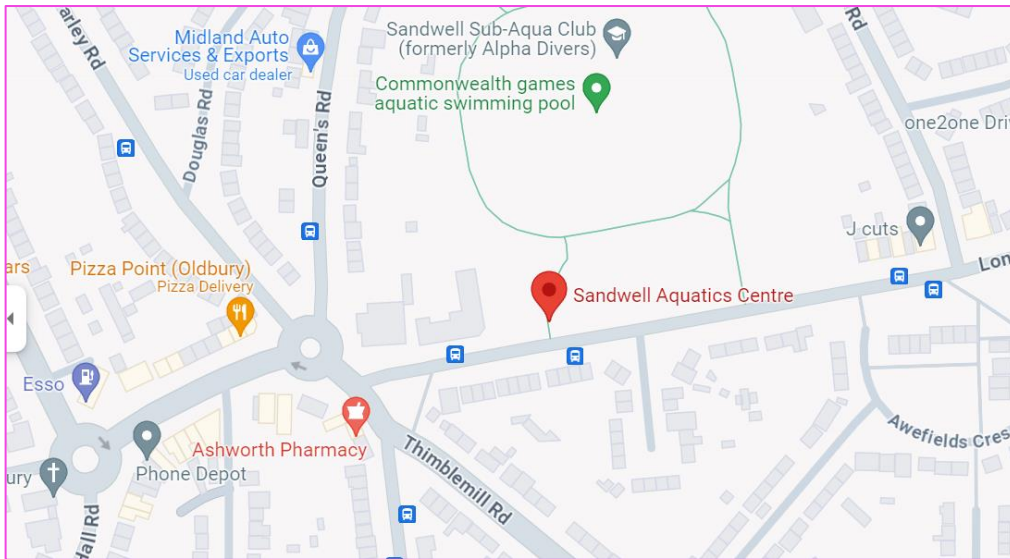 arley Rd
Midland Auto
Services & Exports
Used car dealer
Sandwell Sub-Aqua Club
(formerly Alpha Divers)
Rd
Commonwealth games
aquatic swimming pool
Douglas Rd
Queen's Rd
one2one Driv
J cuts
ars
Pizza Point (Oldbury)
Pizza Delivery
Lon
Sandwell Aquatics Centre
Esso
Ashworth Pharmacy
Awefields Cres
Thimblemill Rd
Phone Depot
ury
dall Rd